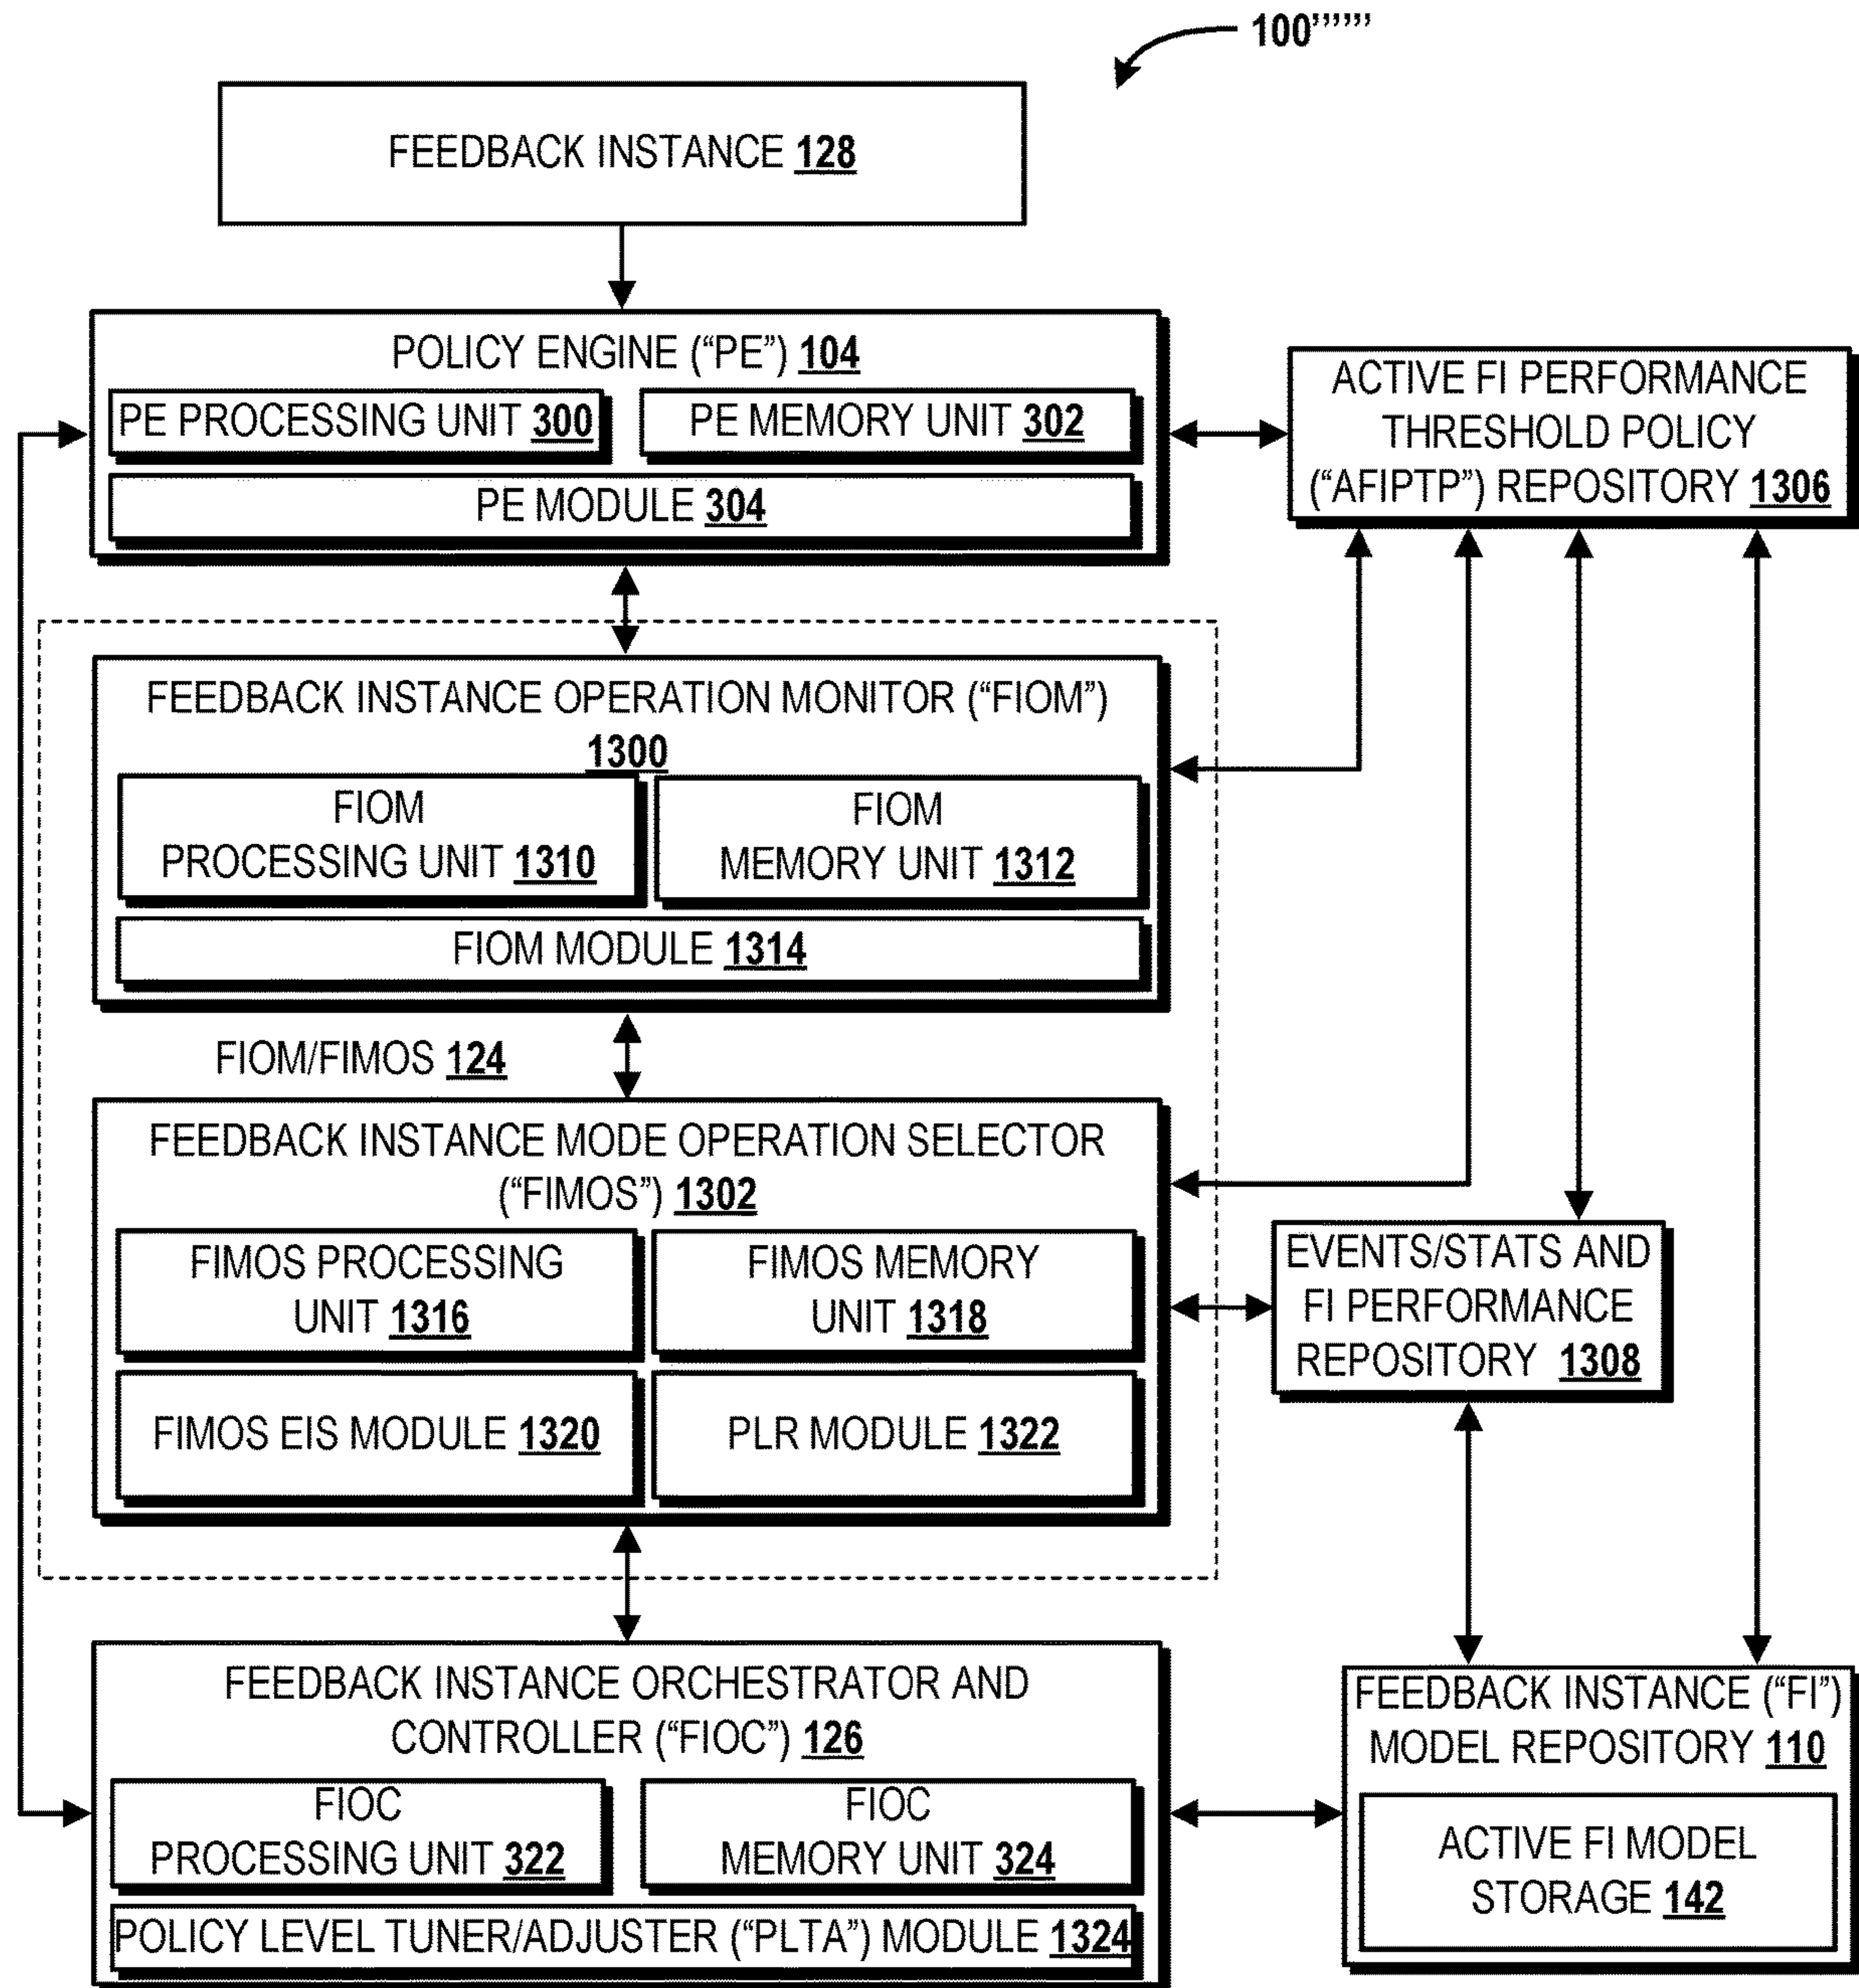 100''''''
FEEDBACK INSTANCE 128
POLICY ENGINE (“PE”) 104
PE PROCESSING UNIT 300
PE MEMORY UNIT 302
PE MODULE 304
ACTIVE FI PERFORMANCE
THRESHOLD POLICY
(“AFIPTP”) REPOSITORY 1306
FEEDBACK INSTANCE OPERATION MONITOR (“FIOM”)
1300
FIOM
PROCESSING UNIT 1310
FIOM
MEMORY UNIT 1312
FIOM MODULE 1314
FIOM/FIMOS 124
FEEDBACK INSTANCE MODE OPERATION SELECTOR
(“FIMOS”) 1302
FIMOS PROCESSING
UNIT 1316
FIMOS MEMORY
UNIT 1318
FIMOS EIS MODULE 1320
PLR MODULE 1322
EVENTS/STATS AND
FI PERFORMANCE
REPOSITORY 1308
FEEDBACK INSTANCE ORCHESTRATOR AND
CONTROLLER (“FIOC”) 126
FIOC
PROCESSING UNIT 322
FIOC
MEMORY UNIT 324
POLICY LEVEL TUNER/ADJUSTER (“PLTA”) MODULE 1324
FEEDBACK INSTANCE (“FI”)
MODEL REPOSITORY 110
ACTIVE FI MODEL
STORAGE 142